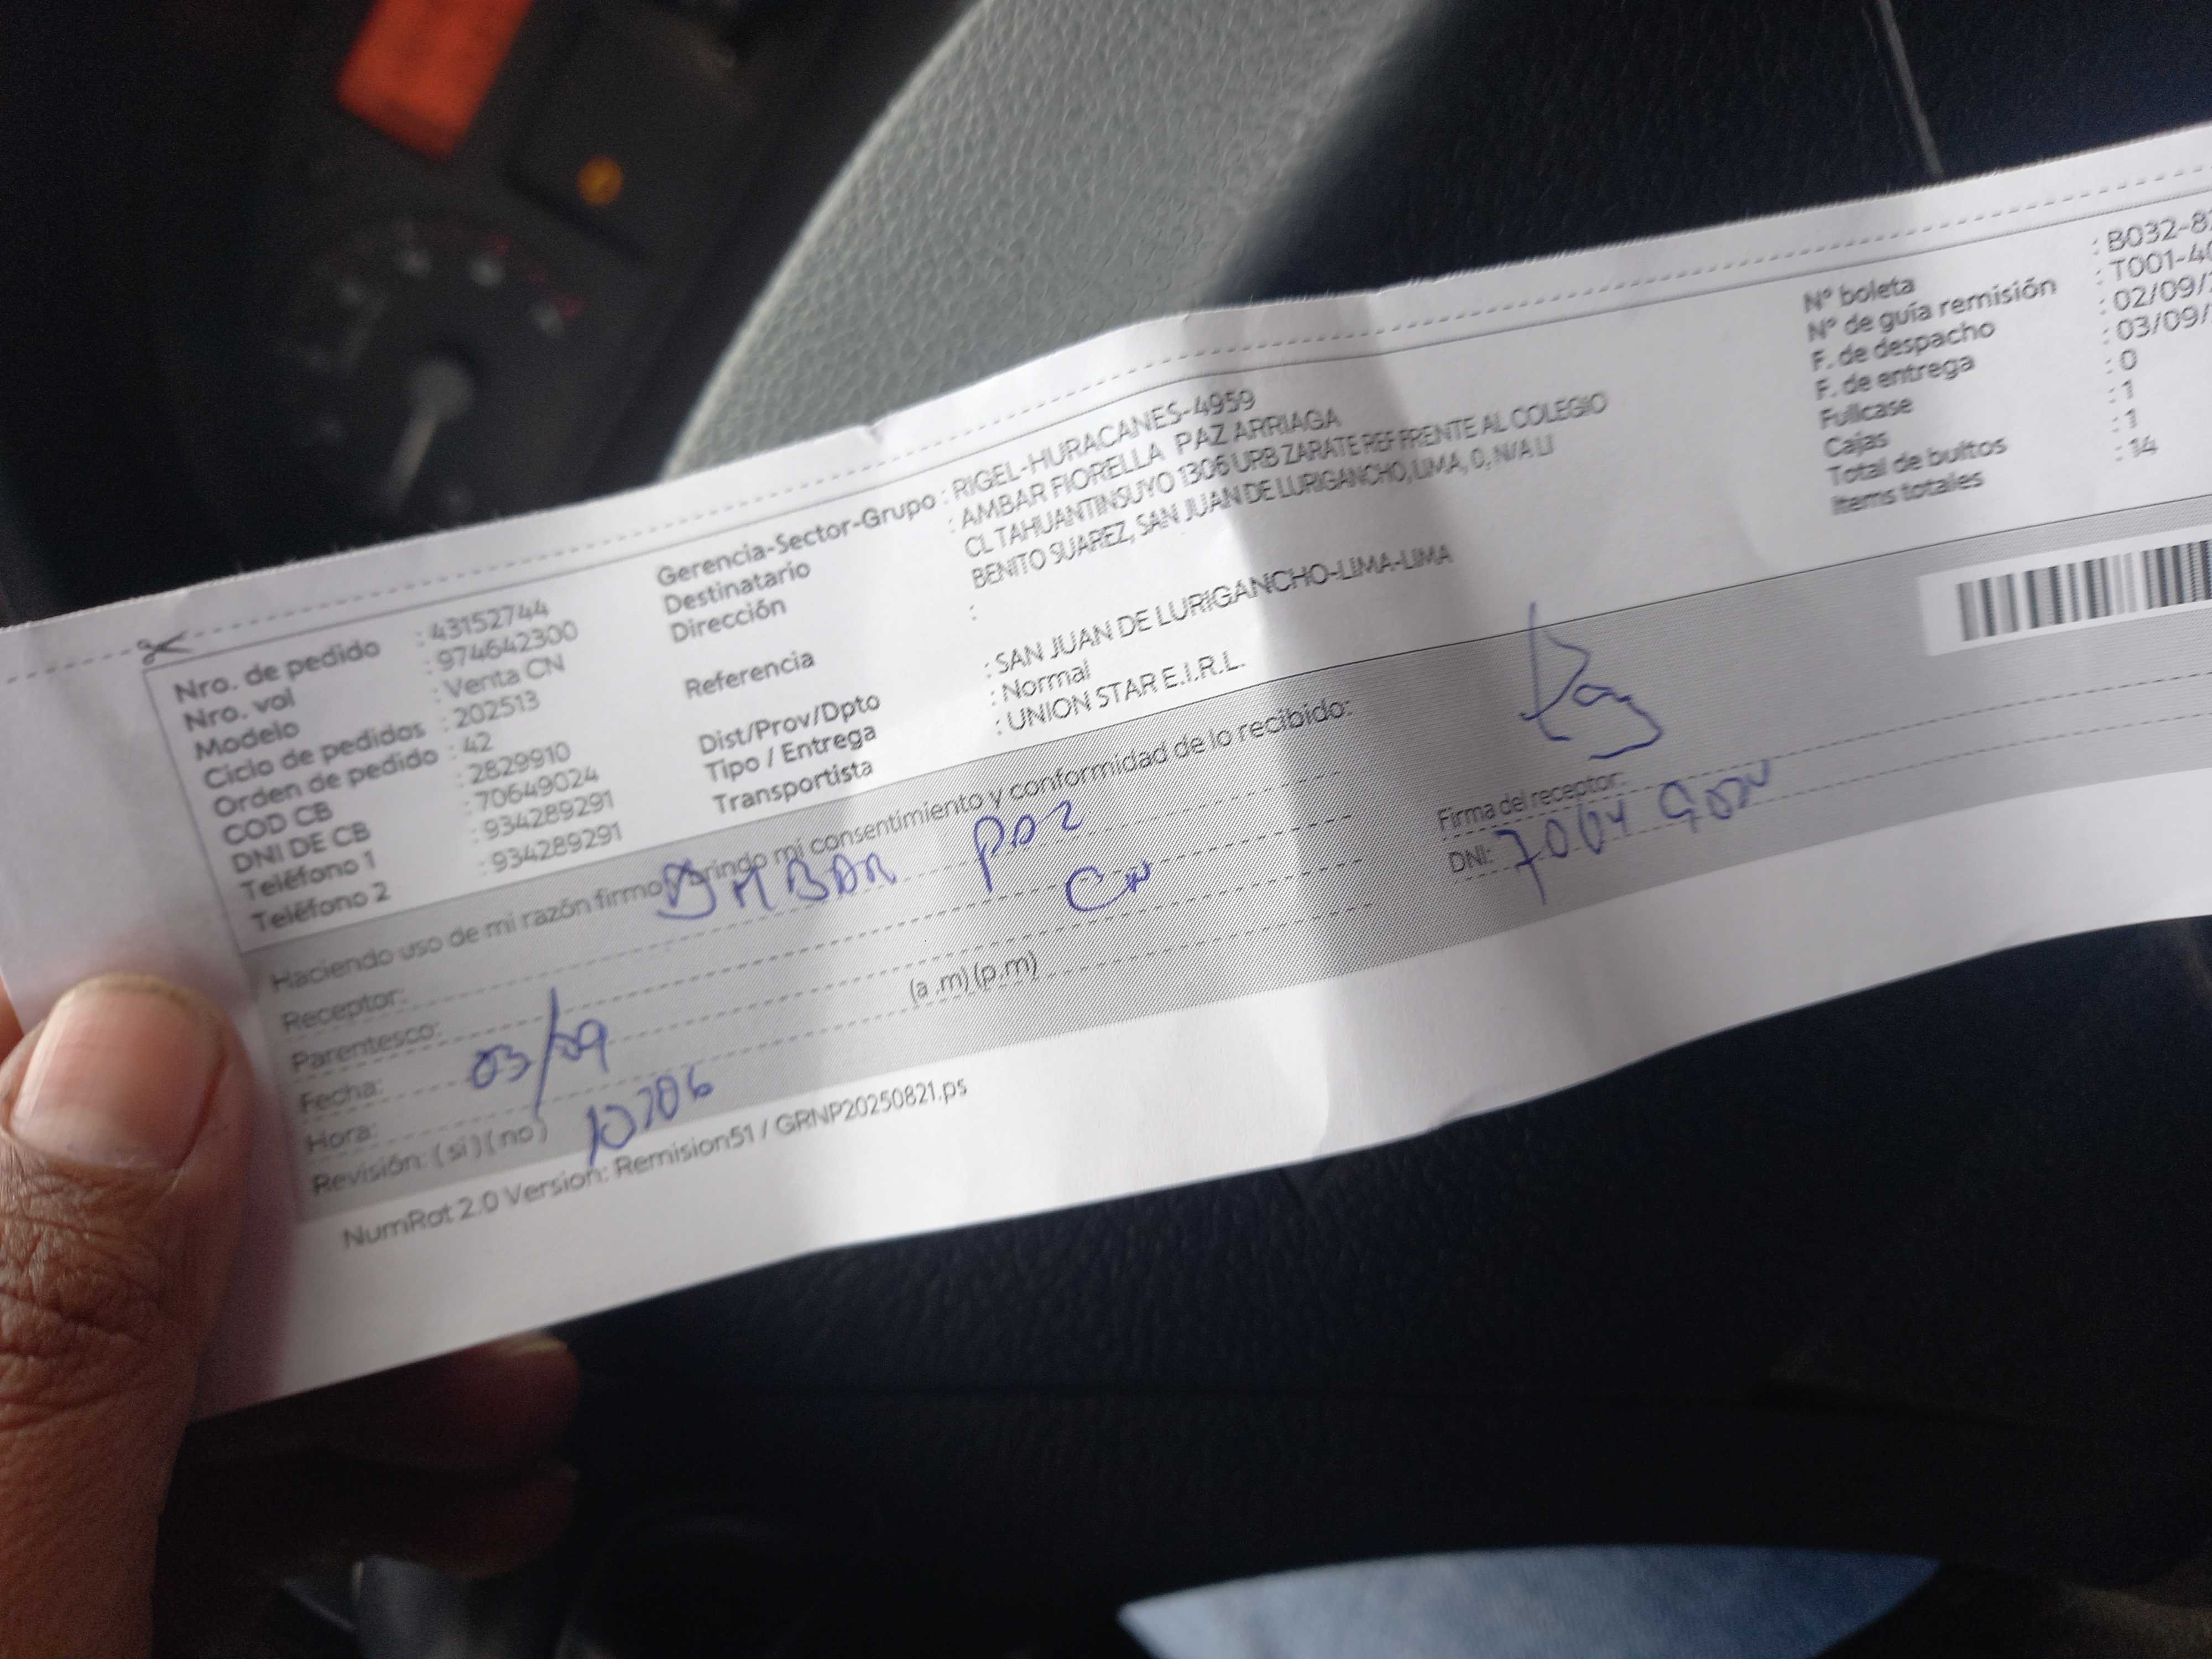 Nro. de pedido : 43152744
Nro. vol : 974642300
Modelo : Venta CN
Ciclo de pedidos : 202513
Orden de pedido : 42
COD CB : 2829910
DNI DE CB : 70649024
Teléfono 1 : 934289291
Teléfono 2 : 934289291
Gerencia-Sector-Grupo : RIGEL-HURACANES-4959
Destinatario : AMBAR FIORELLA PAZ ARRIAGA
Dirección CL TAHUANTINSUYO 1306 URB ZARATE REF FRENTE AL COLEGIO
BENITO SUAREZ, SAN JUAN DE LURIGANCHO, LIMA, 0, N/A LI
Referencia :
Dist/Prov/Dpto : SAN JUAN DE LURIGANCHO-LIMA-LIMA
Tipo / Entrega : Normal
Transportista : UNION STAR E.I.R.L.
Nº boleta : B032-8
Nº de guía remisión : T001-40
F. de despacho : 02/09/
F. de entrega : 03/09/
Fullcase : 0
Cajas : 1
Total de bultos : 1
Items totales : 14
Haciendo uso de mi razón firmo y brindo mi consentimiento y conformidad de lo recibido:
Receptor: AMBAR PAZ
Parentesco: CN
Fecha: 03/09
Hora: (a .m) (p.m)
Revisión: ( si ) ( no )
Firma del receptor:
DNI:
NumRot 2.0 Version: Remision51 / GRNP20250821.ps